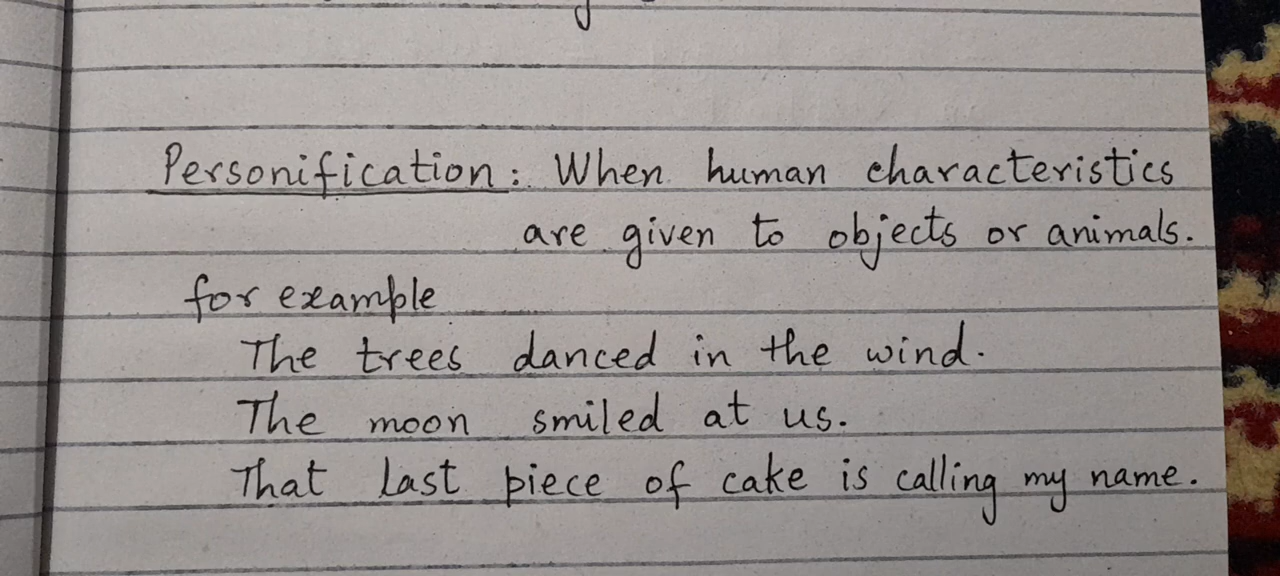 Personification: When human characteristics
are given to objects or animals.
for example
The trees danced in the wind.
The moon smiled at us.
That last piece of cake is calling my name.